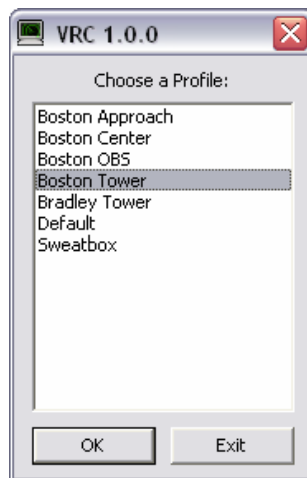 VRC 1.0.0
Choose a Profile:
Boston Approach
Boston Center
Boston OBS
Boston Tower
Bradley Tower
Default
Sweatbox
OK Exit